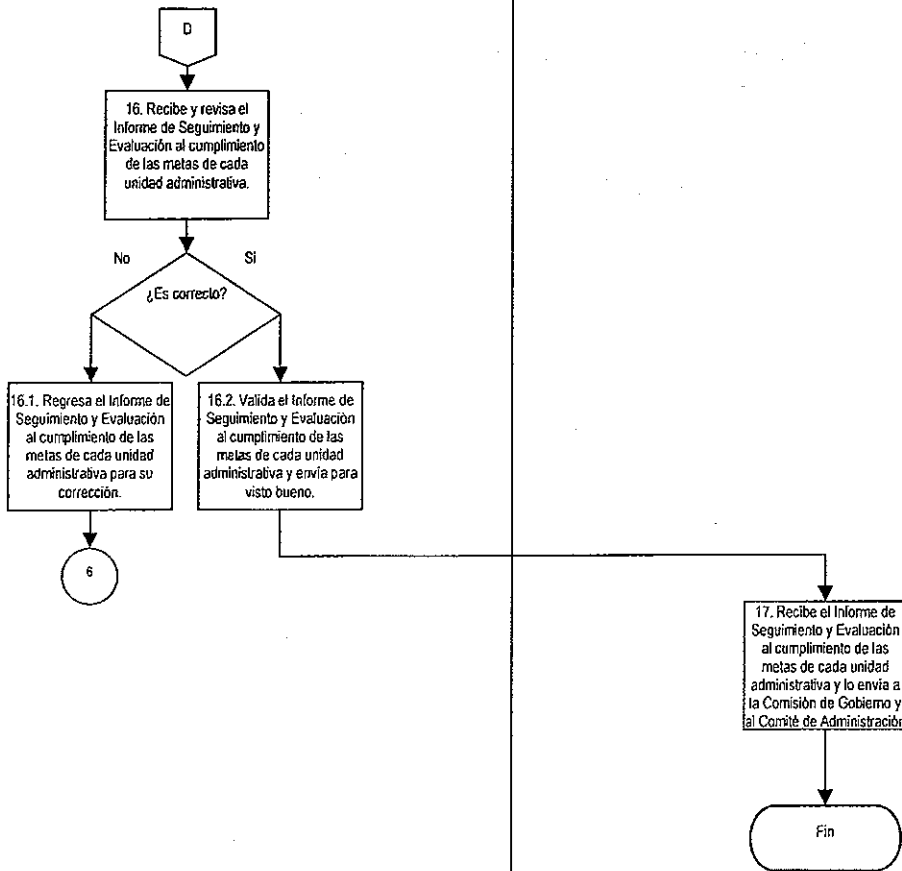 D
16. Recibe y revisa el
Informe de Seguimiento y
Evaluación al cumplimiento
de las metas de cada
unidad administrativa.
No
Si
¿Es correcto?
16.1. Regresa el Informe de
Seguimiento y Evaluación
al cumplimiento de las
metas de cada unidad
administrativa para su
corrección.
16.2. Valida el Informe de
Seguimiento y Evaluación
al cumplimiento de las
metas de cada unidad
administrativa y envía para
visto bueno.
6
17. Recibe el Informe de
Seguimiento y Evaluación
al cumplimiento de las
metas de cada unidad
administrativa y lo envía a
la Comisión de Gobierno y
al Comité de Administración
Fin